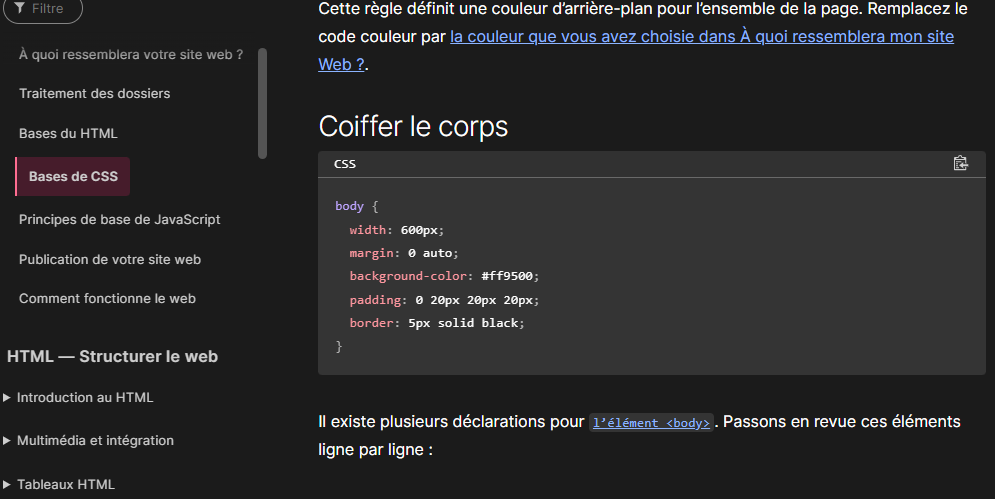 Filtre
À quoi ressemblera votre site web ?
Traitement des dossiers
Bases du HTML
Bases de CSS
Principes de base de JavaScript
Publication de votre site web
Comment fonctionne le web
HTML — Structurer le web
Introduction au HTML
Multimédia et intégration
Tableaux HTML
Cette règle définit une couleur d’arrière-plan pour l’ensemble de la page. Remplacez le
code couleur par la couleur que vous avez choisie dans À quoi ressemblera mon site
Web ?.
Coiffer le corps
CSS
body {
  width: 600px;
  margin: 0 auto;
  background-color: #ff9500;
  padding: 0 20px 20px 20px;
  border: 5px solid black;
}
Il existe plusieurs déclarations pour l’élément <body>. Passons en revue ces éléments
ligne par ligne :